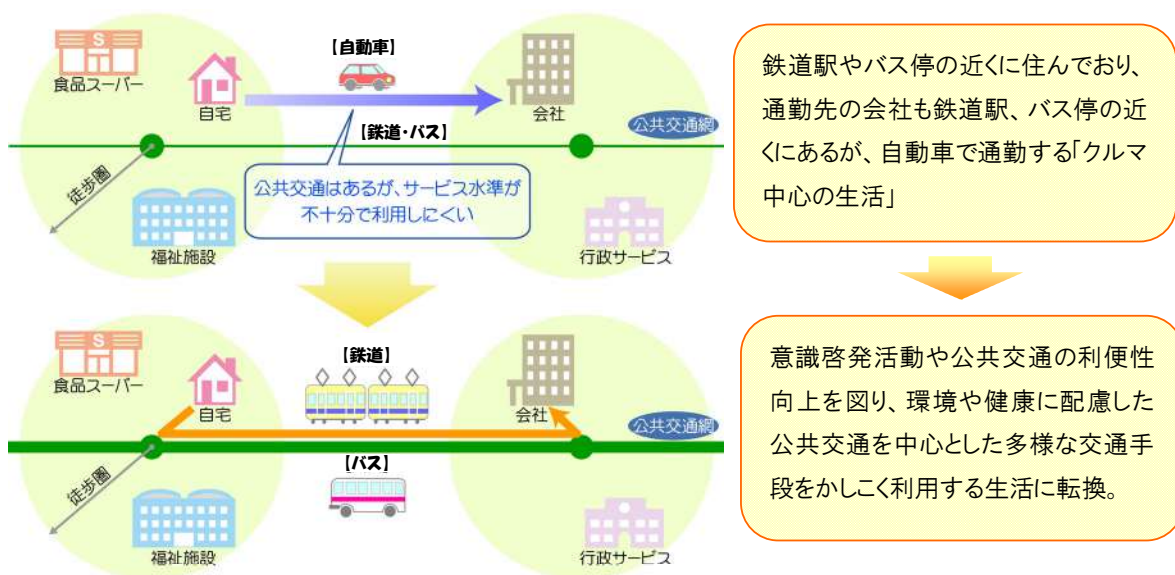 S
食品スーパー
自宅
【自動車】
会社
【鉄道・バス】
公共交通網
徒歩圏
公共交通はあるが、サービス水準が
不十分で利用しにくい
福祉施設
行政サービス
鉄道駅やバス停の近くに住んでおり、
通勤先の会社も鉄道駅、バス停の近
くにあるが、自動車で通勤する「クルマ
中心の生活」
S
食品スーパー
自宅
【鉄道】
会社
公共交通網
【バス】
徒歩圏
福祉施設
行政サービス
意識啓発活動や公共交通の利便性
向上を図り、環境や健康に配慮した
公共交通を中心とした多様な交通手
段をかしこく利用する生活に転換。